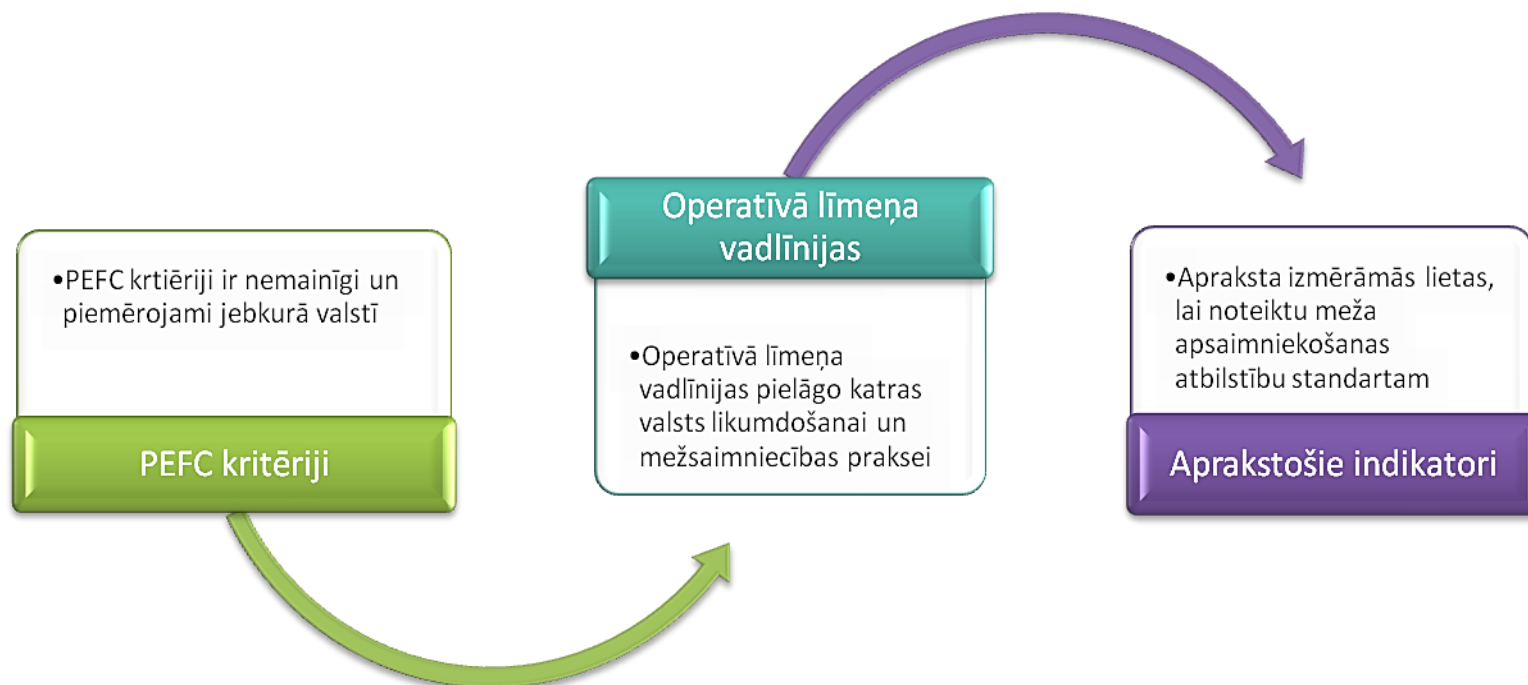 •PEFC krtiēriji ir nemainīgi un
piemērojami jebkurā valstī
PEFC kritēriji
Operatīvā līmeņa
vadlīnijas
•Operatīvā līmeņa
vadlīnijas pielāgo katras
valsts likumdošanai un
mežsaimniecības praksei
•Apraksta izmērāmās lietas,
lai noteiktu meža
apsaimniekošanas
atbilstību standartam
Aprakstošie indikatori